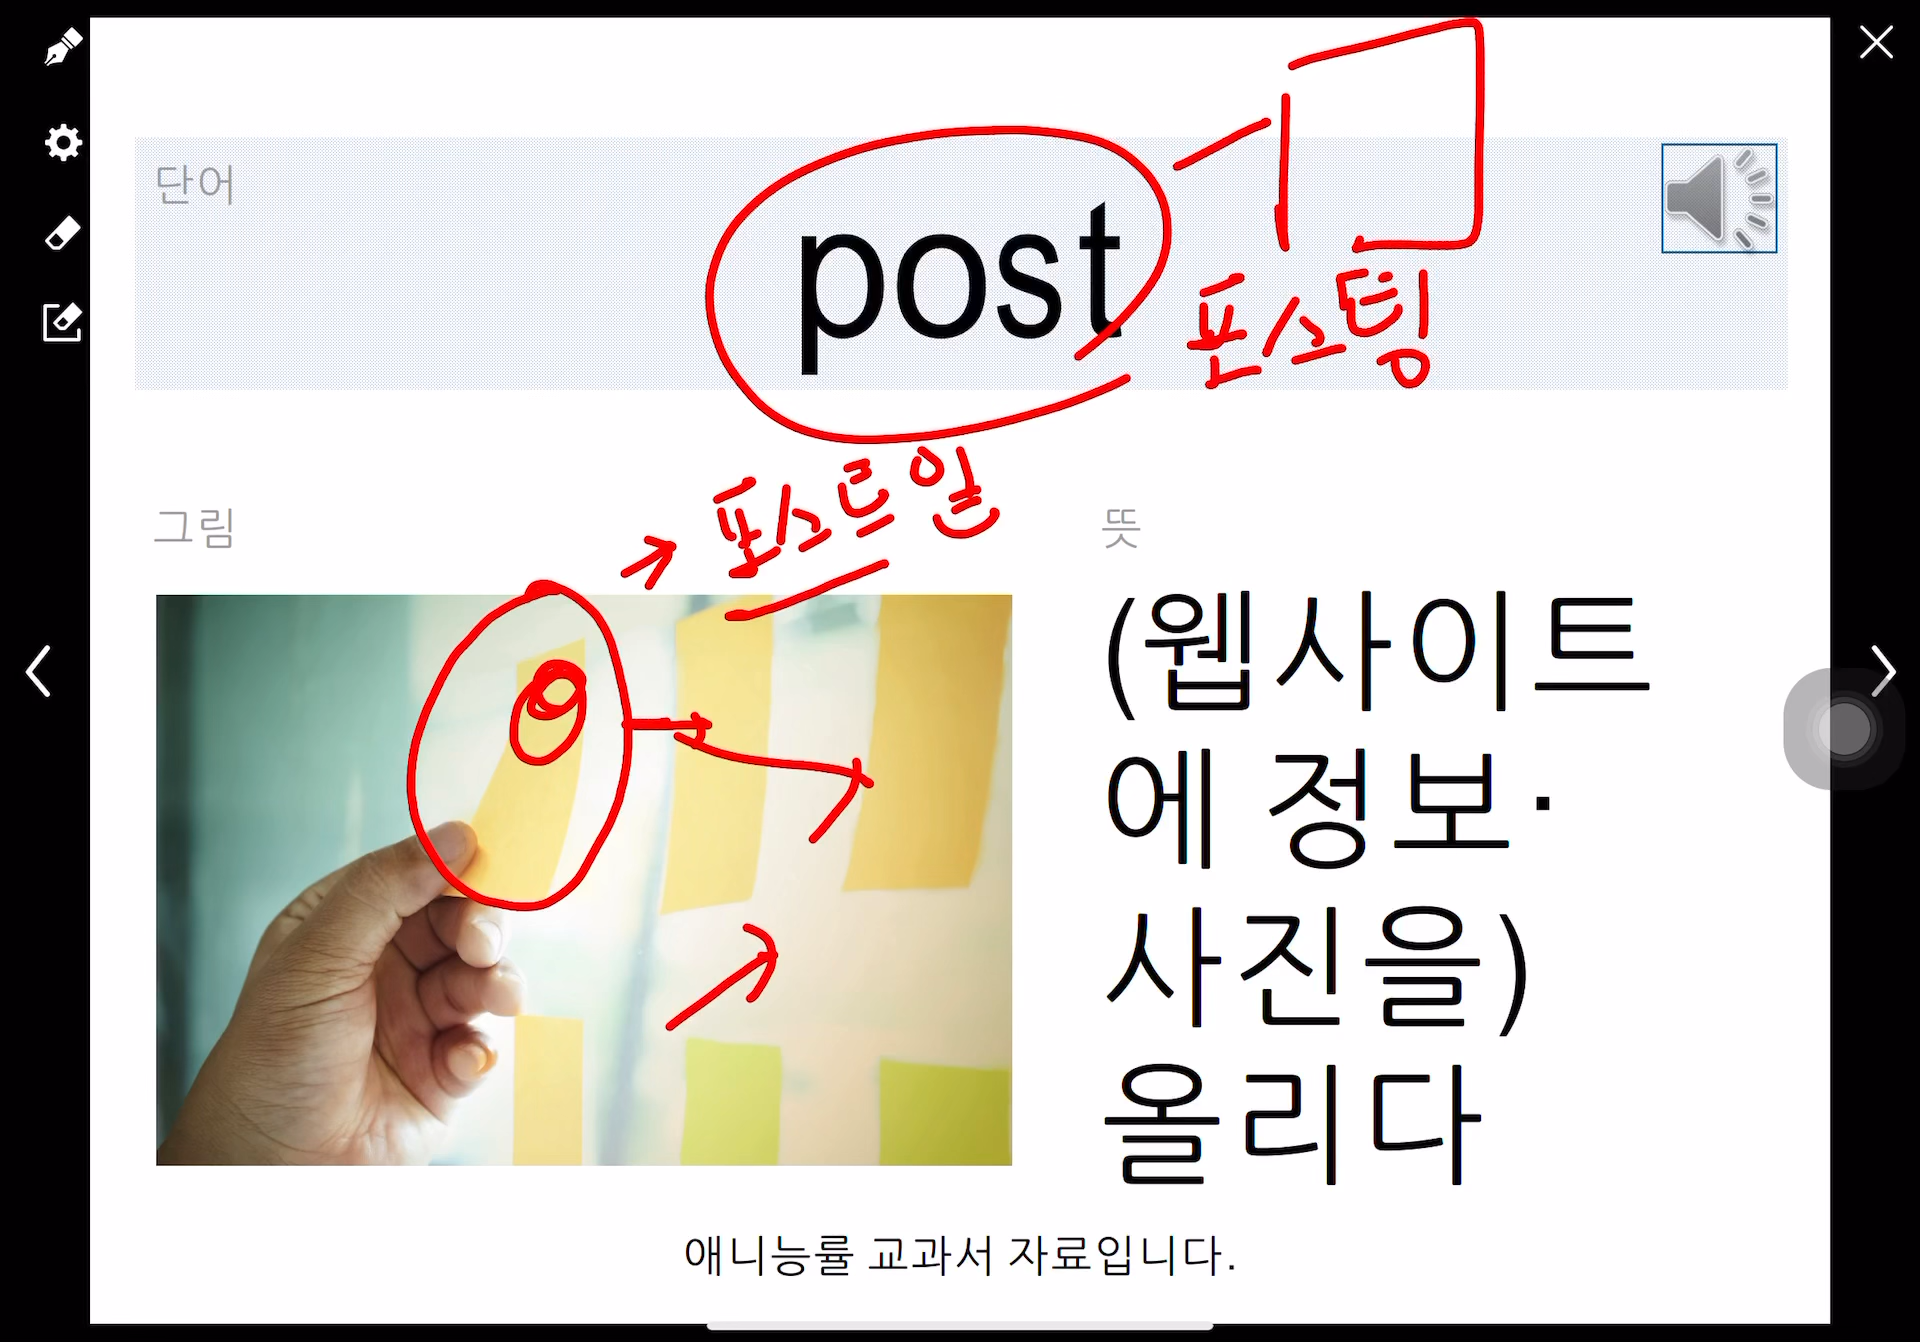 단어
post
포스팅
포스트잍
그림
뜻
(웹사이트
에 정보·
사진을)
올리다
애니능률 교과서 자료입니다.